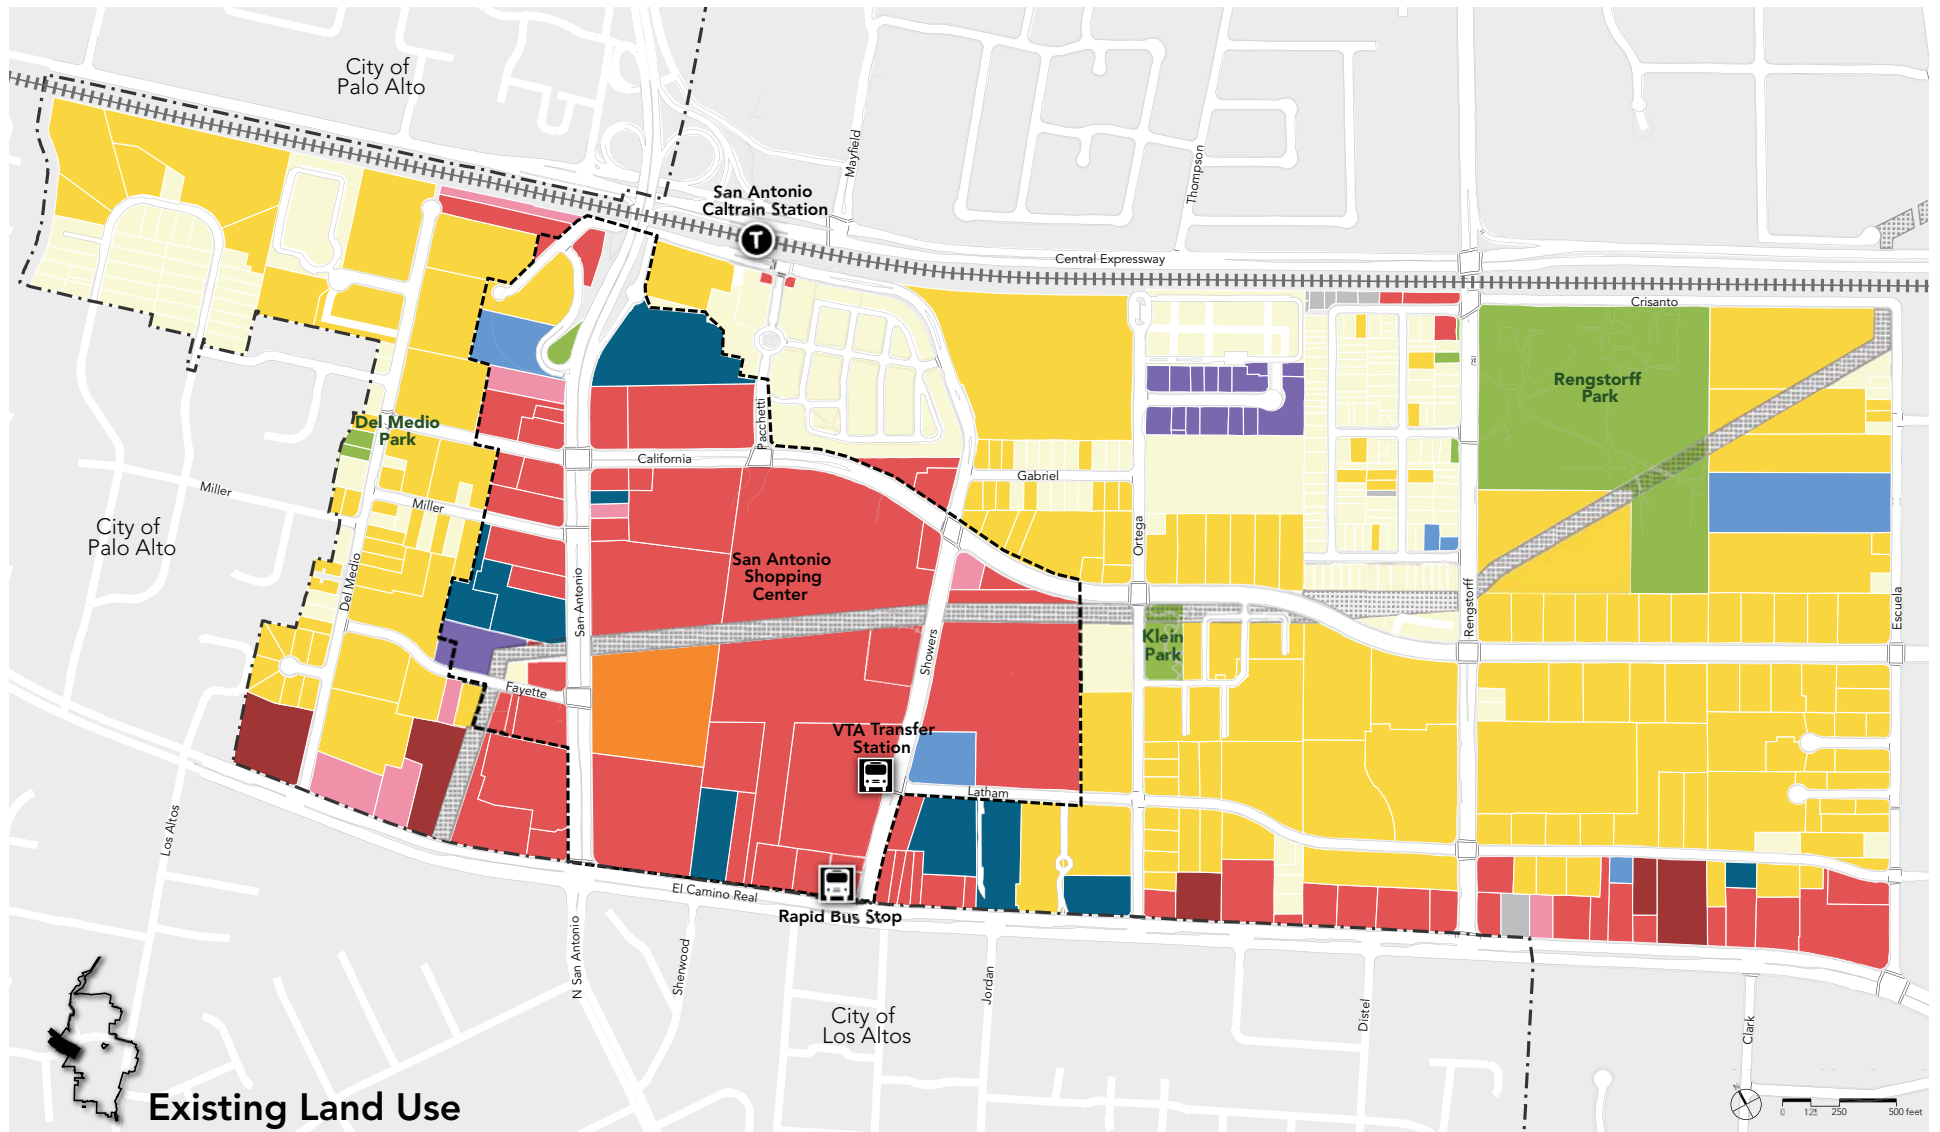 City of
Palo Alto
Mayfield
Thompson
San Antonio
Caltrain Station
T
Central Expressway
Crisanto
Rengstorff
Park
Del Medio
Park
Pacchetti
California
Gabriel
Miller
Miller
City of
Palo Alto
Ortega
San Antonio
Shopping
Center
Del Medio
San Antonio
Rengstorff
Escuela
Klein
Park
Showers
Fayette
VTA Transfer
Station
Latham
Los Altos
El Camino Real
Rapid Bus Stop
N San Antonio
Sherwood
Jordan
Distel
Clark
City of
Los Altos
Existing Land Use
N
0 125 250 500 feet